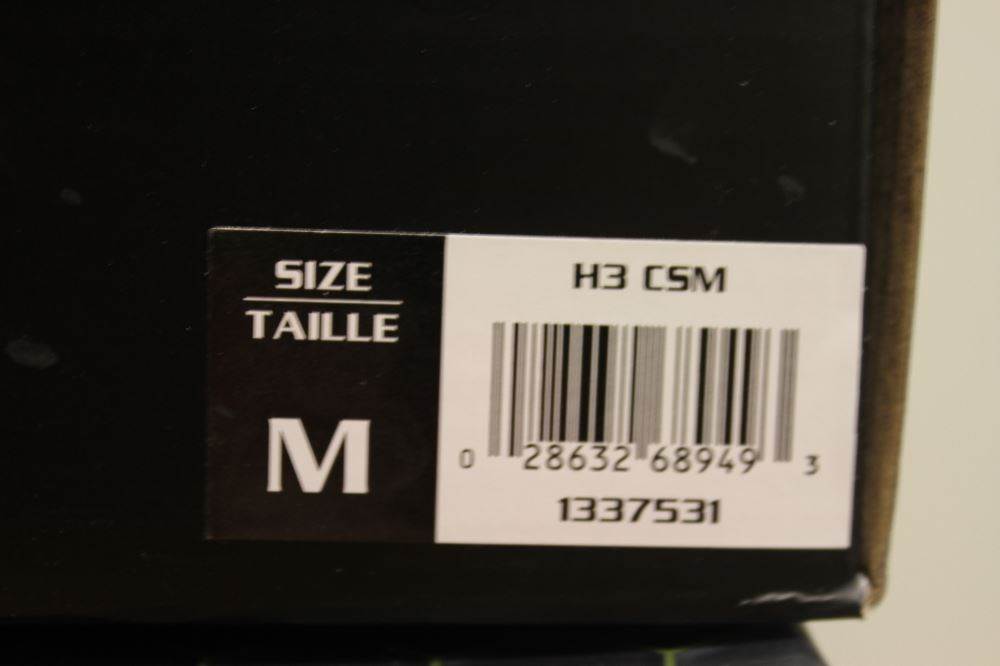 SIZE
TAILLE
M
H3 CSM
0 28632 68949 3
1337531